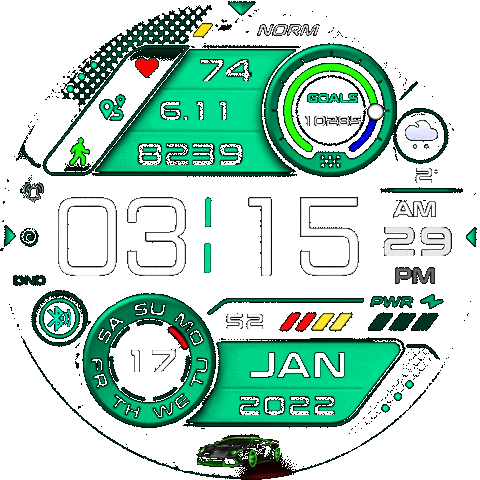 NORM
74
6.11
8239
GOALS
10295
2°
03:15
AM
29
PM
DND
PWR
52
SU MO TU WE TH FR SA
17
JAN
2022